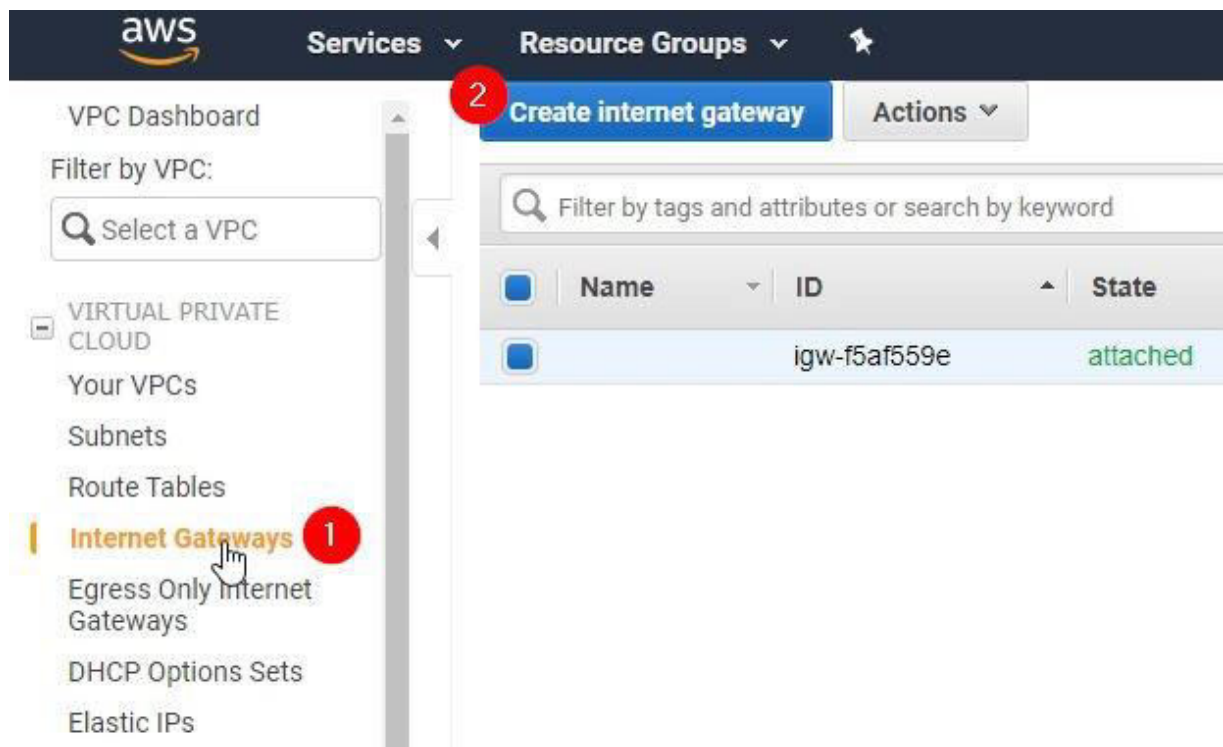 aws Services Resource Groups
VPC Dashboard
Filter by VPC:
Select a VPC
VIRTUAL PRIVATE
CLOUD
Your VPCs
Subnets
Route Tables
Internet Gateways 1
Egress Only Internet
Gateways
DHCP Options Sets
Elastic IPs
2 Create internet gateway Actions
Filter by tags and attributes or search by keyword
Name ID State
igw-f5af559e attached